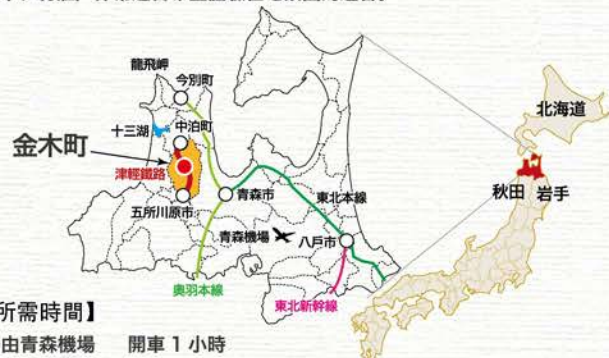 龍飛岬
今別町
十三湖
中泊町
金木町
津輕鐵路
五所川原市
青森市
東北本線
青森機場
八戸市
奥羽本線
東北新幹線
北海道
秋田
岩手
所需時間】
由青森機場 開車1小時